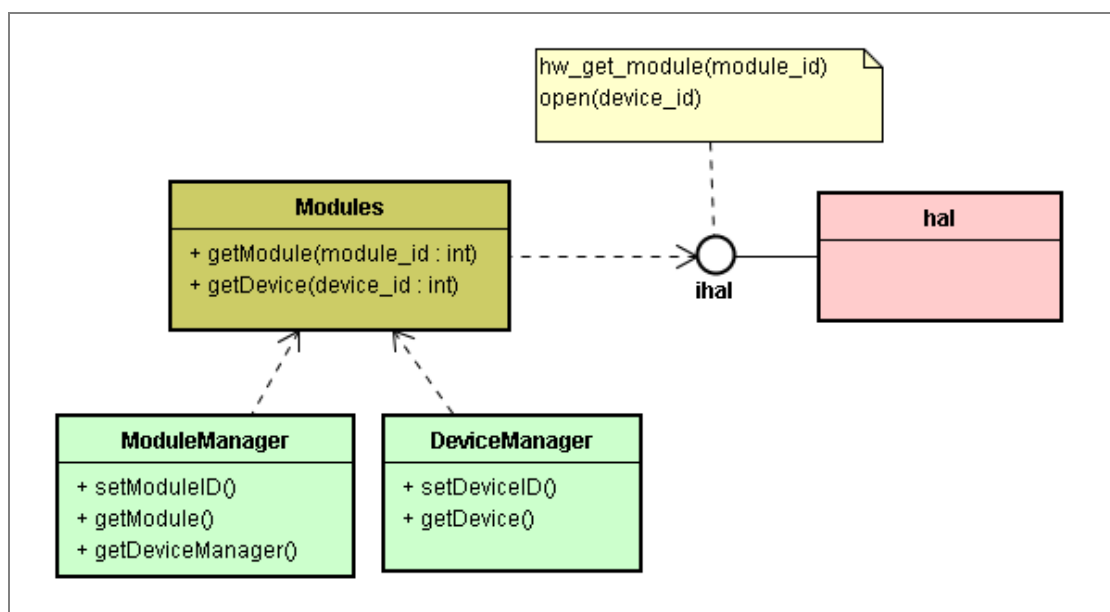 hw_get_module(module_id)
open(device_id)
Modules
+ getModule(module_id : int)
+ getDevice(device_id : int)
ihal
hal
ModuleManager
+ setModuleID()
+ getModule()
+ getDeviceManager()
DeviceManager
+ setDeviceID()
+ getDevice()